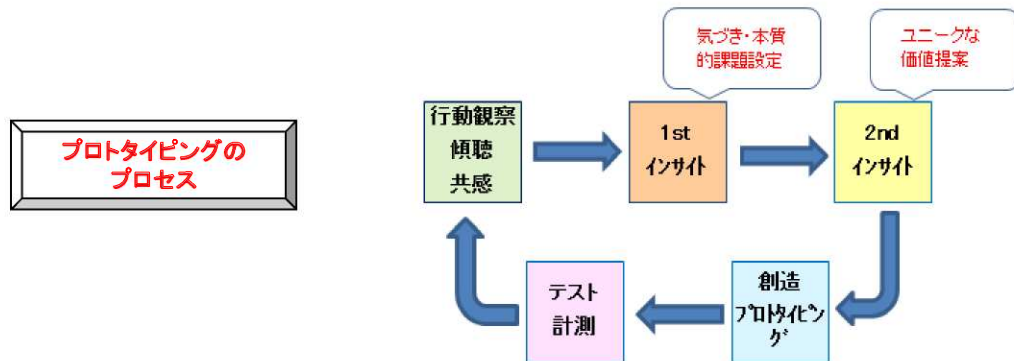 プロトタイピングの
プロセス
気づき・本質
的課題設定
ユニークな
価値提案
行動観察
傾聴
共感
1st
インサイト
2nd
インサイト
テスト
計測
創造
プロトタイピン
グ